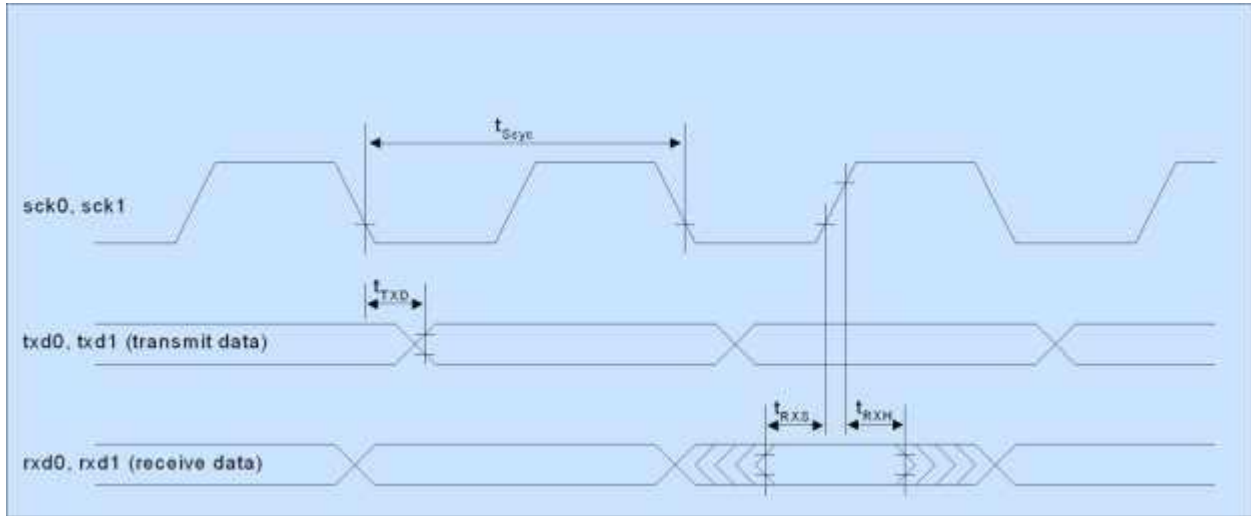 tScyc
sck0, sck1
tTXD
txd0, txd1 (transmit data)
tRXS
tRXH
rxd0, rxd1 (receive data)